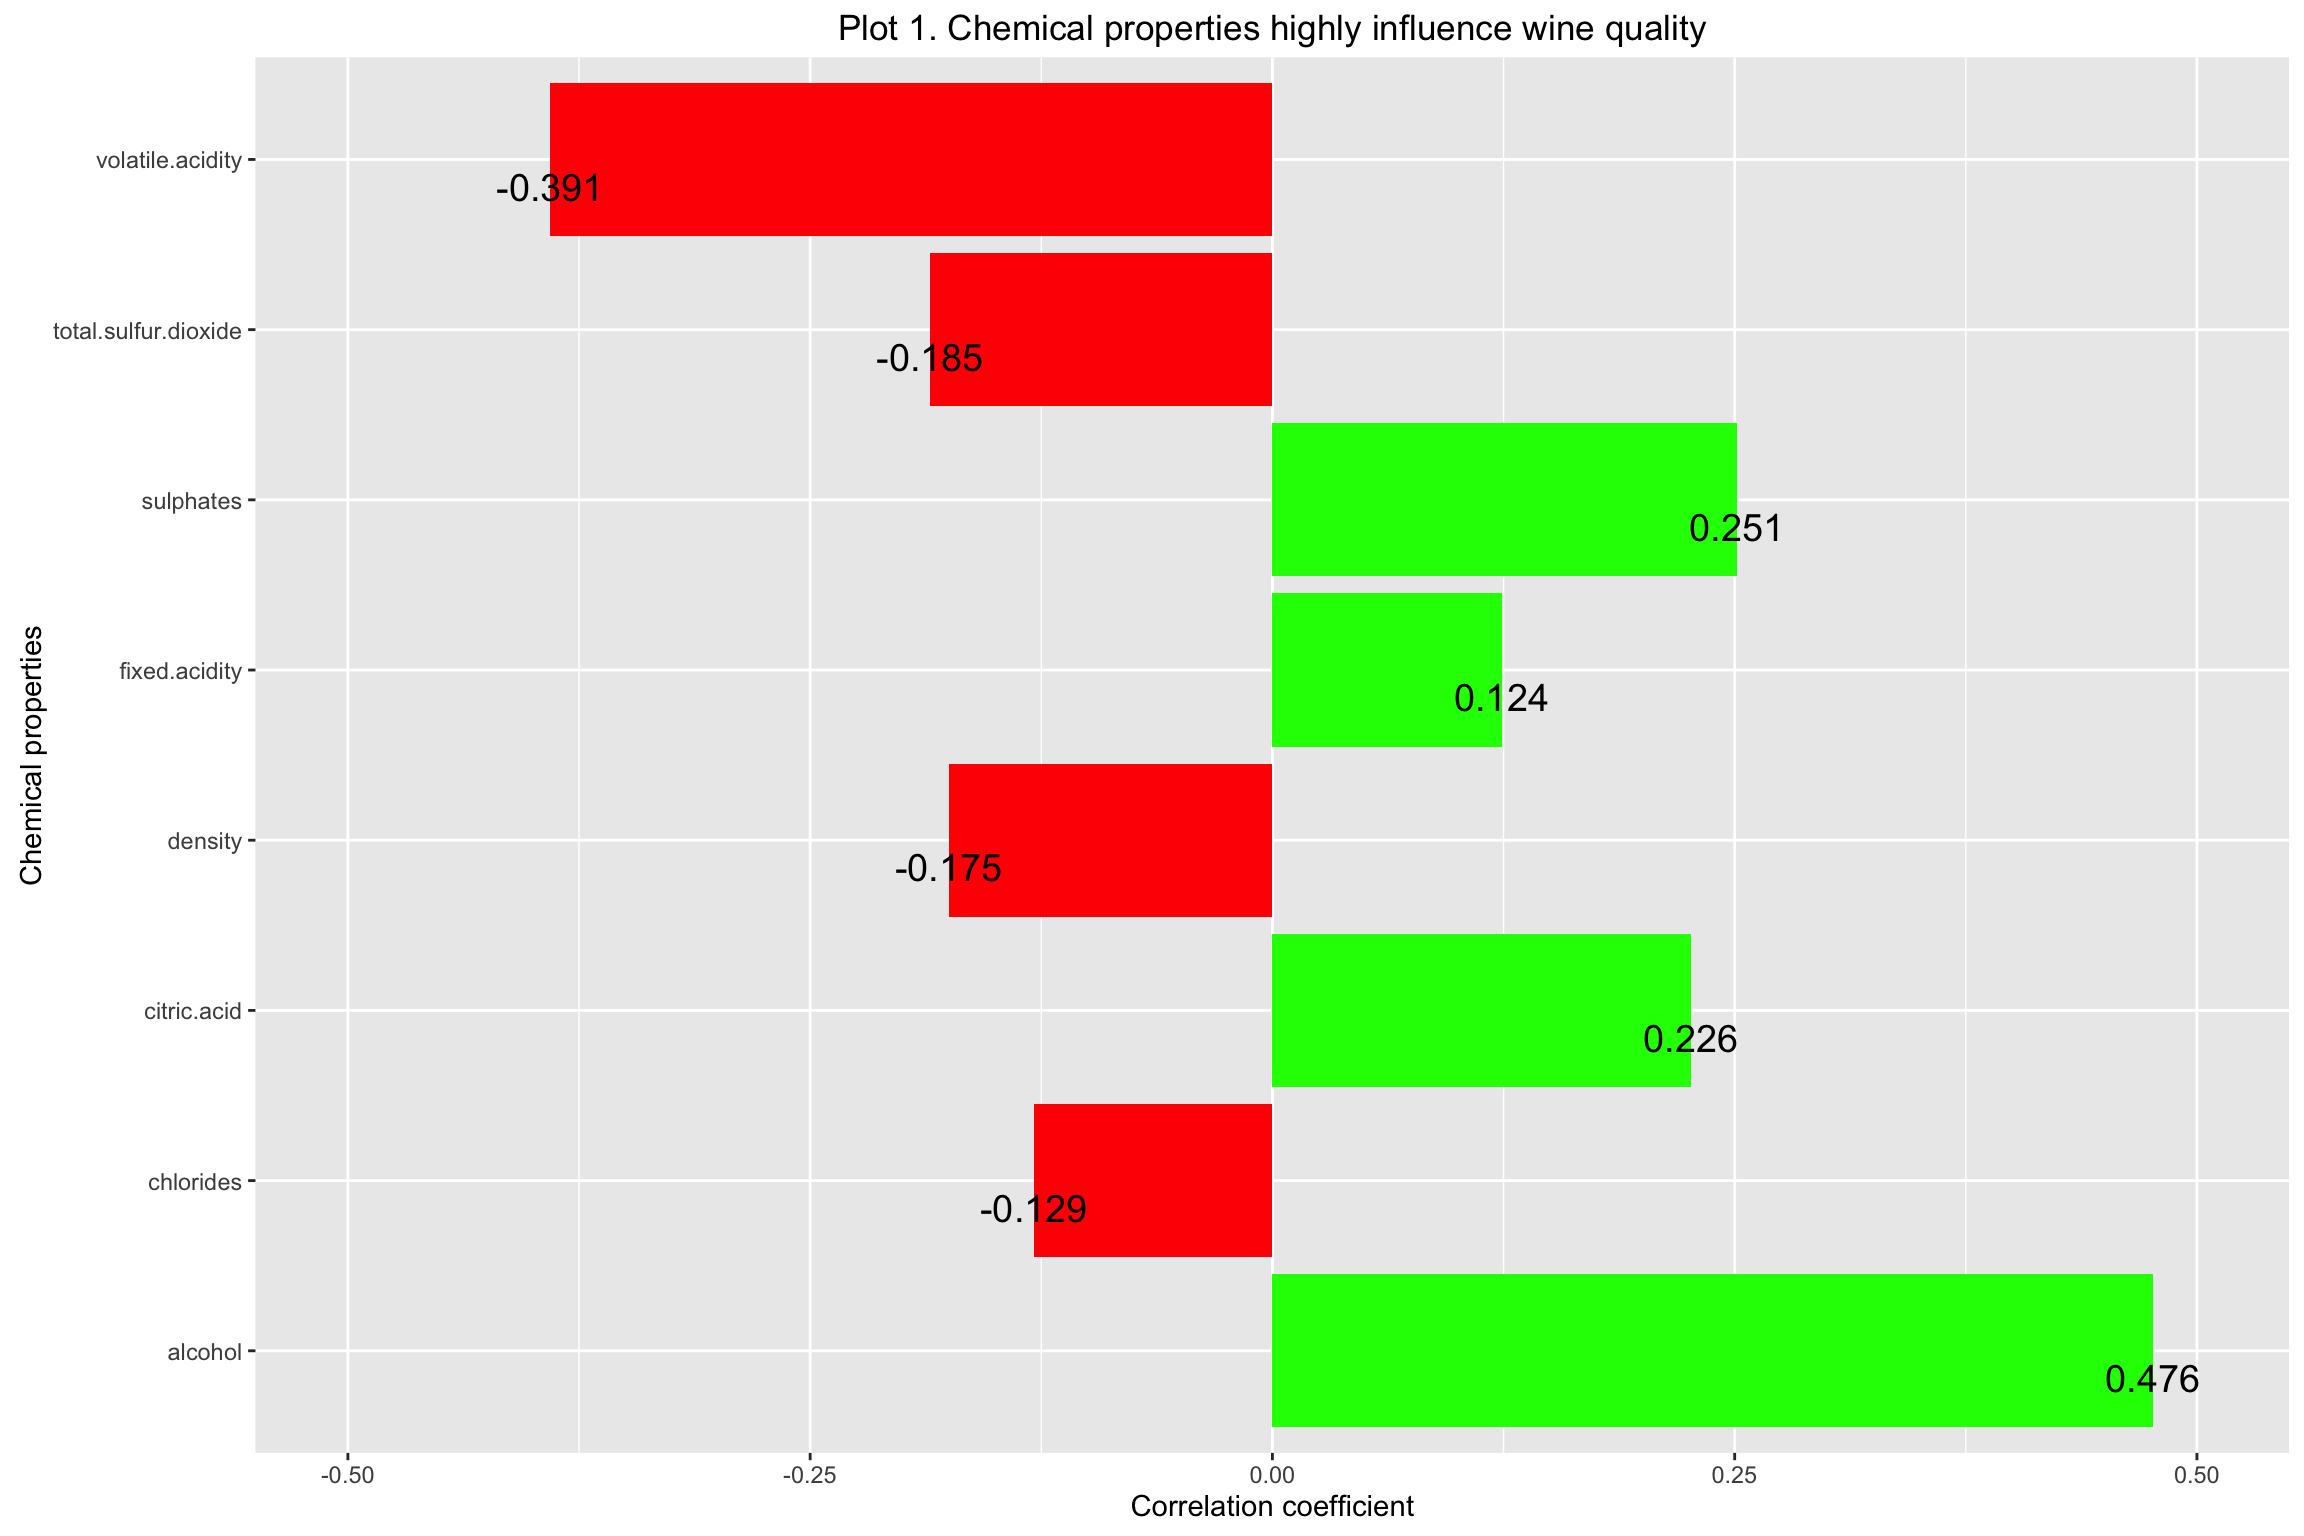 Plot 1. Chemical properties highly influence wine quality
Chemical properties
volatile.acidity
-0.391
total.sulfur.dioxide
-0.185
sulphates
0.251
fixed.acidity
0.124
density
-0.175
citric.acid
0.226
chlorides
-0.129
alcohol
0.476
-0.50 -0.25 0.00 0.25 0.50
Correlation coefficient